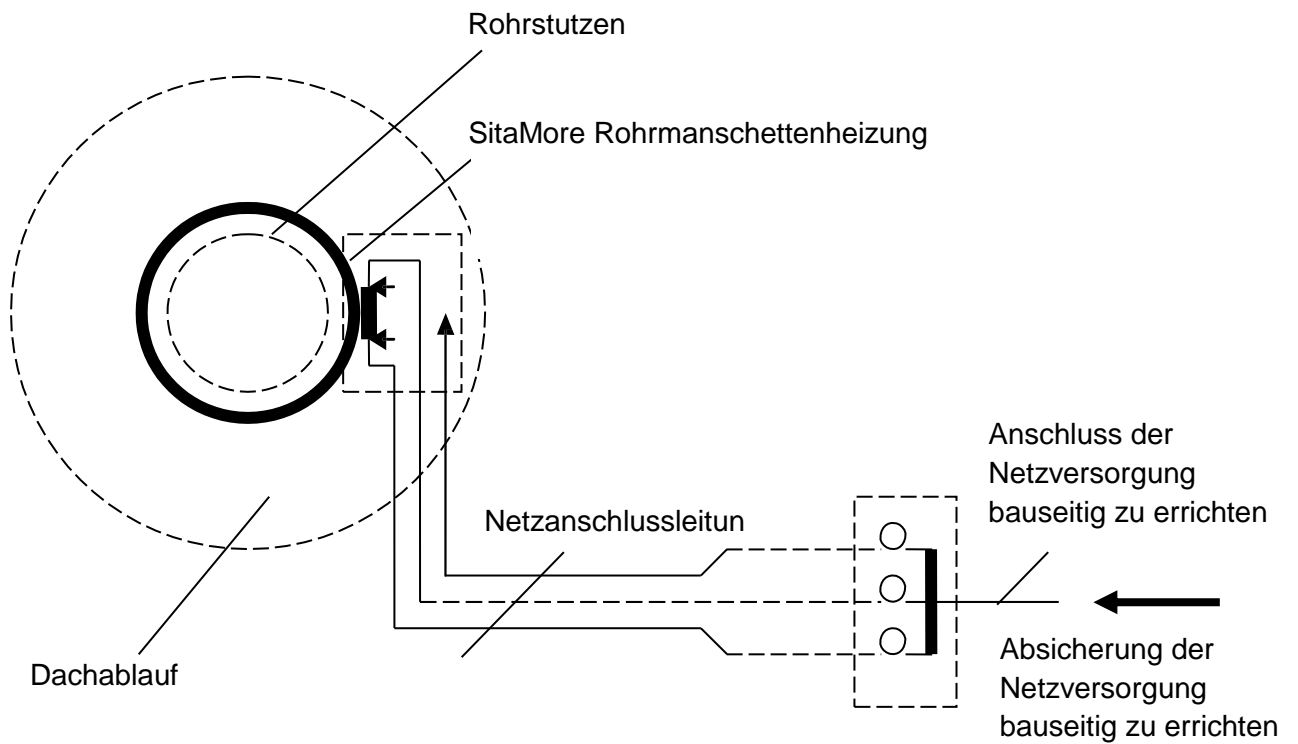 Rohrstutzen
SitaMore Rohrmanschettenheizung
Anschluss der
Netzversorgung
bauseitig zu errichten
Netzanschlussleitun
Dachablauf
Absicherung der
Netzversorgung
bauseitig zu errichten